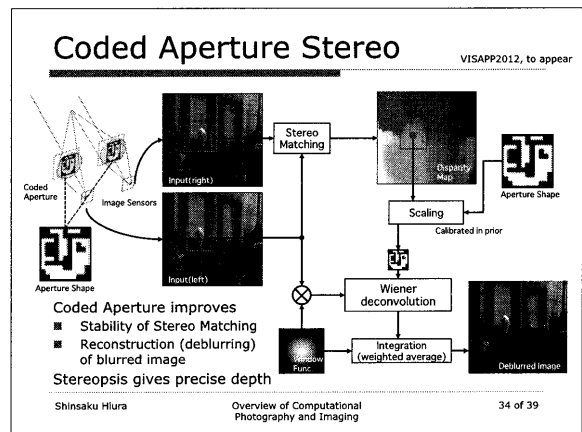 Coded Aperture Stereo
VISAPP2012, to appear
Coded
Aperture
Image Sensors
Aperture Shape
Input(right)
Input(left)
Stereo
Matching
Disparity
Map
Aperture Shape
Scaling
Calibrated in prior
Wiener
deconvolution
Window
Func.
Integration
(weighted average)
Deblurred Image
Coded Aperture improves
Stability of Stereo Matching
Reconstruction (deblurring)
of blurred image
Stereopsis gives precise depth
Shinsaku Hiura
Overview of Computational
Photography and Imaging
34 of 39